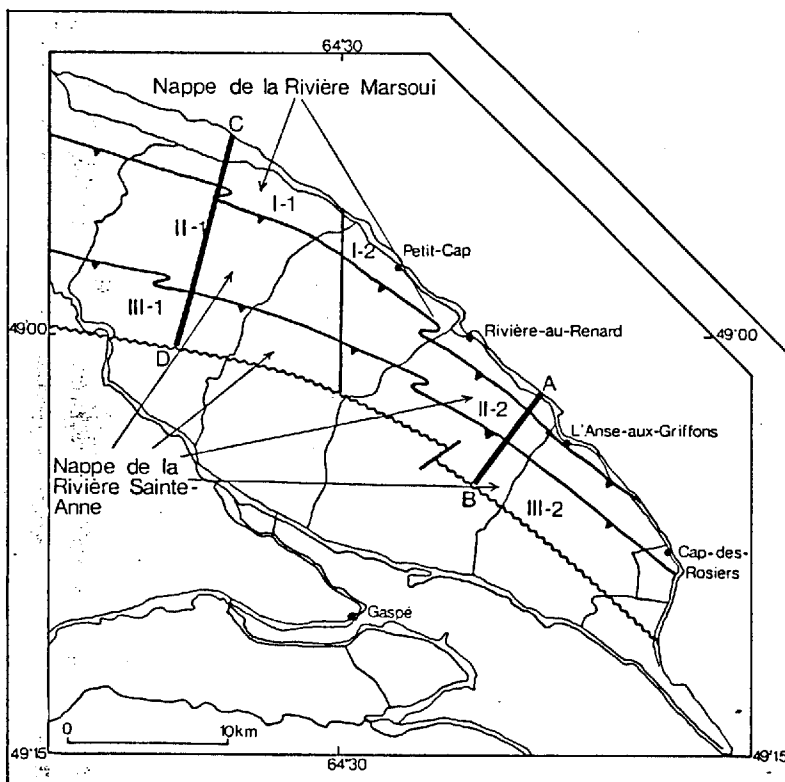 64°30
Nappe de la Rivière Marsoui
C
I-1
II-1
I-2
Petit-Cap
III-1
49°00
Rivière-au-Renard
49°00
D
A
II-2
L'Anse-aux-Griffons
Nappe de la
Rivière Sainte-
Anne
B
III-2
Cap-des-
Rosiers
Gaspé
0
10km
49°15
64°30
49°15